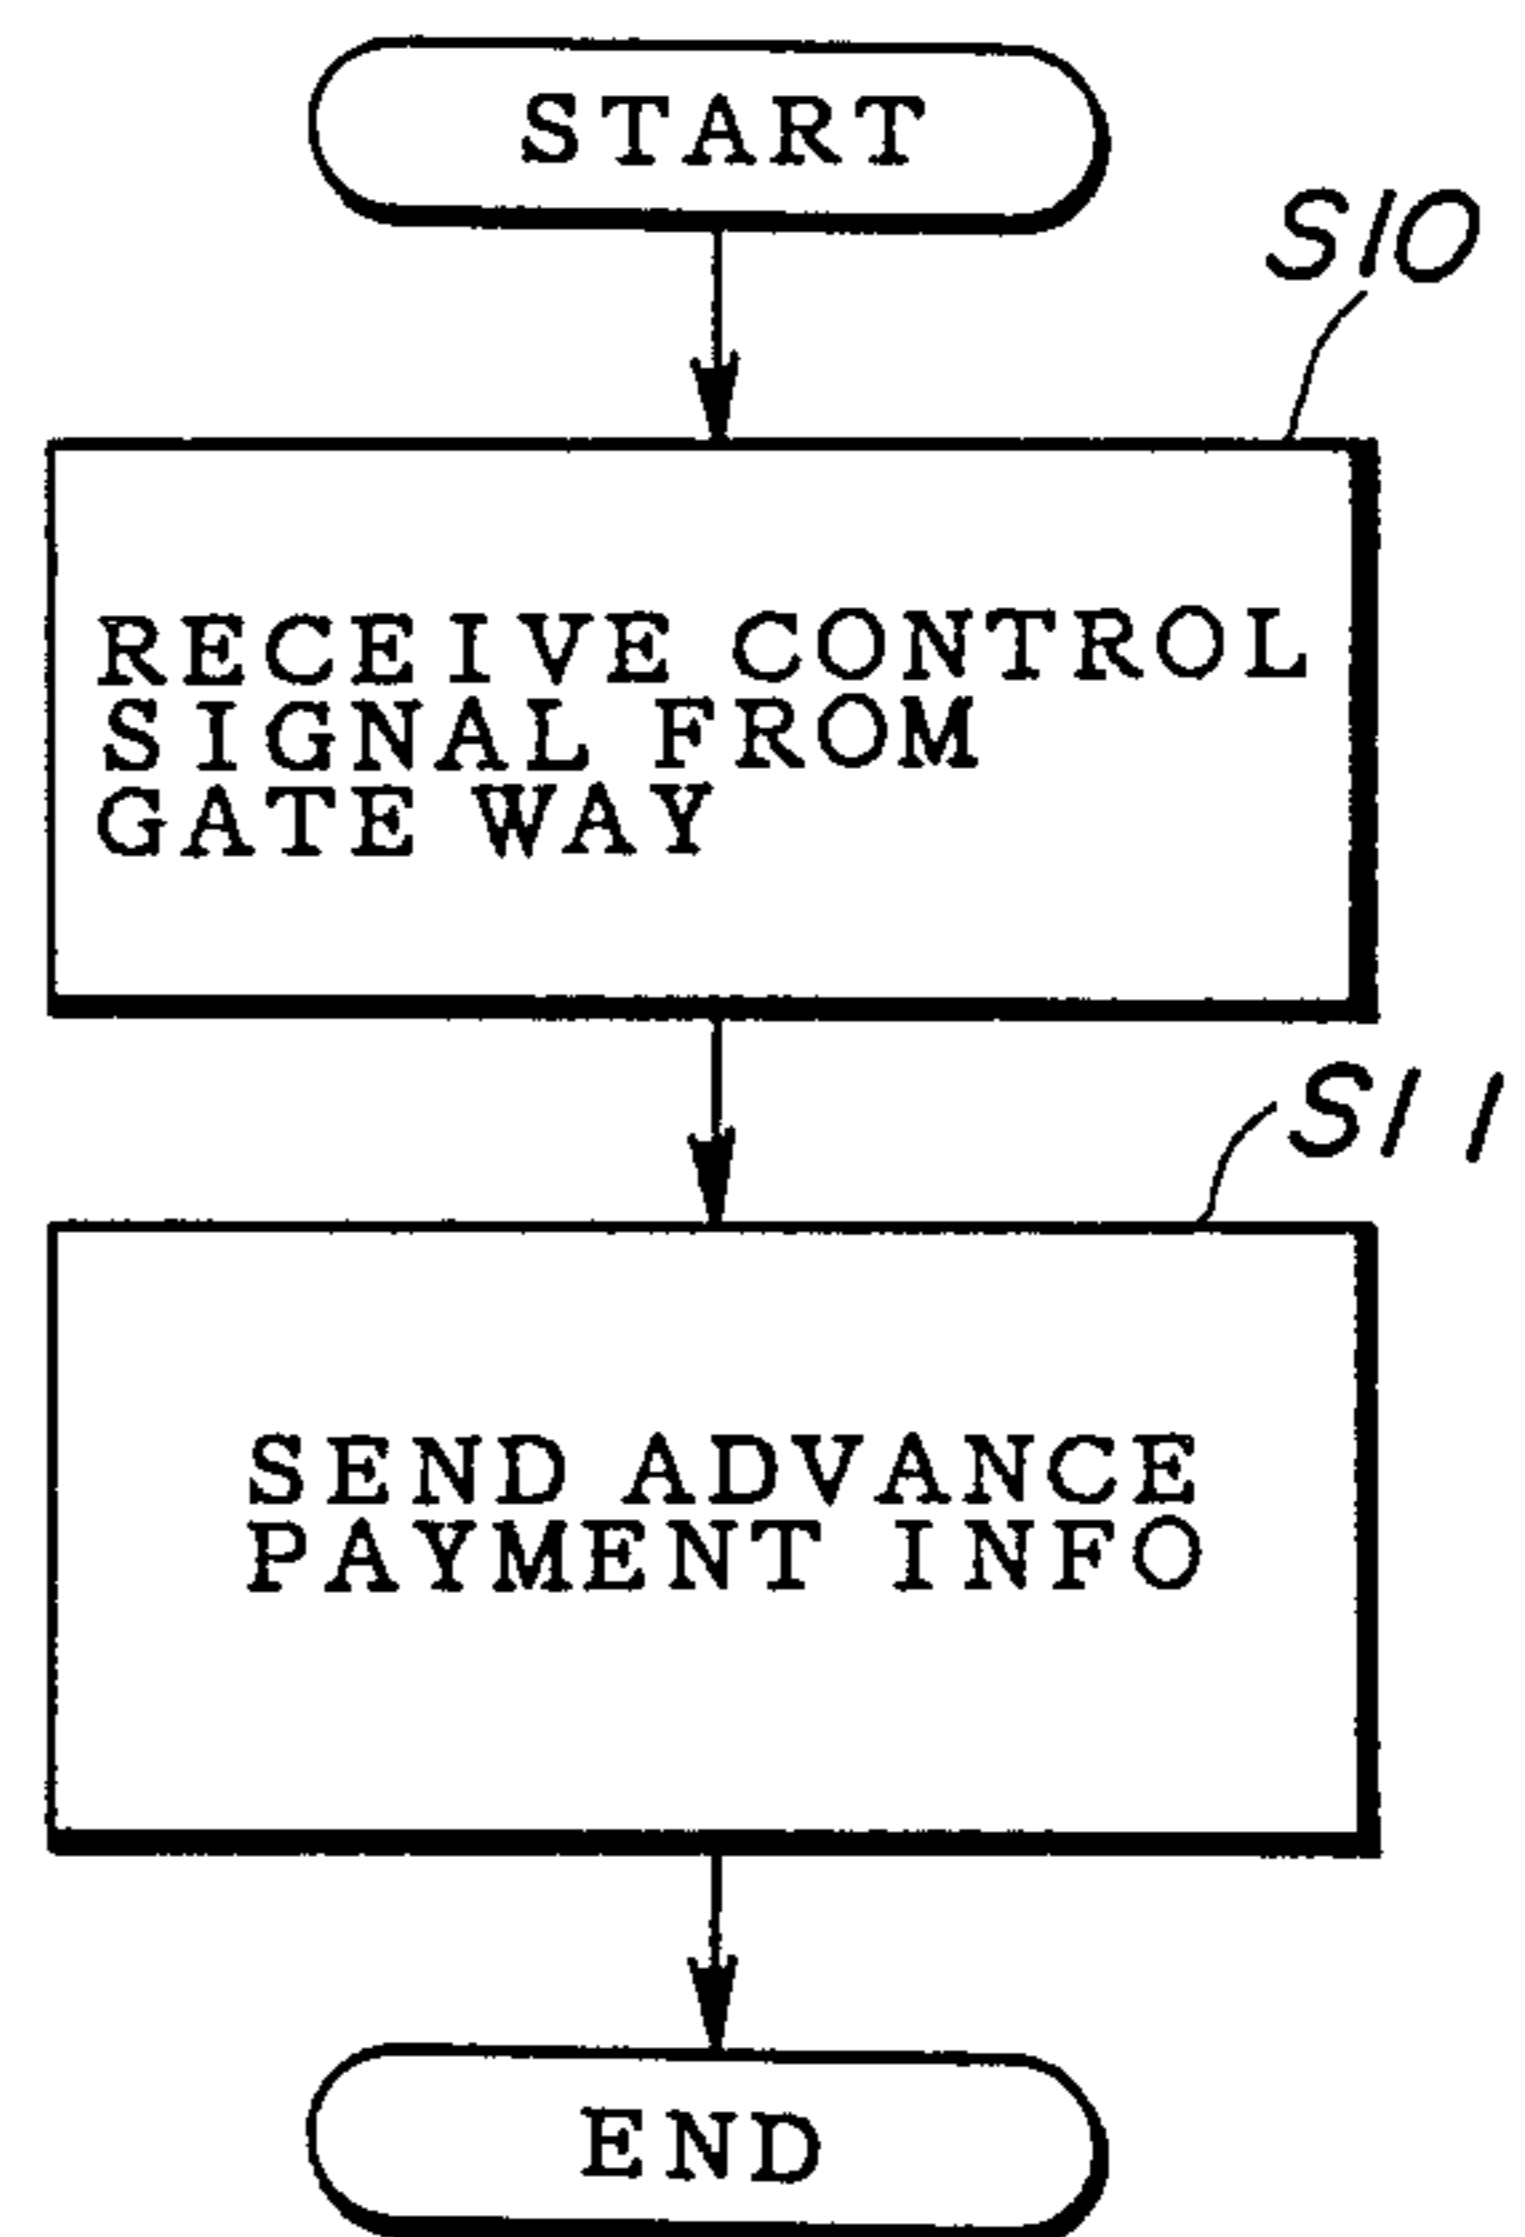 START
S10
RECEIVE CONTROL
SIGNAL FROM
GATE WAY
S11
SEND ADVANCE
PAYMENT INFO
END